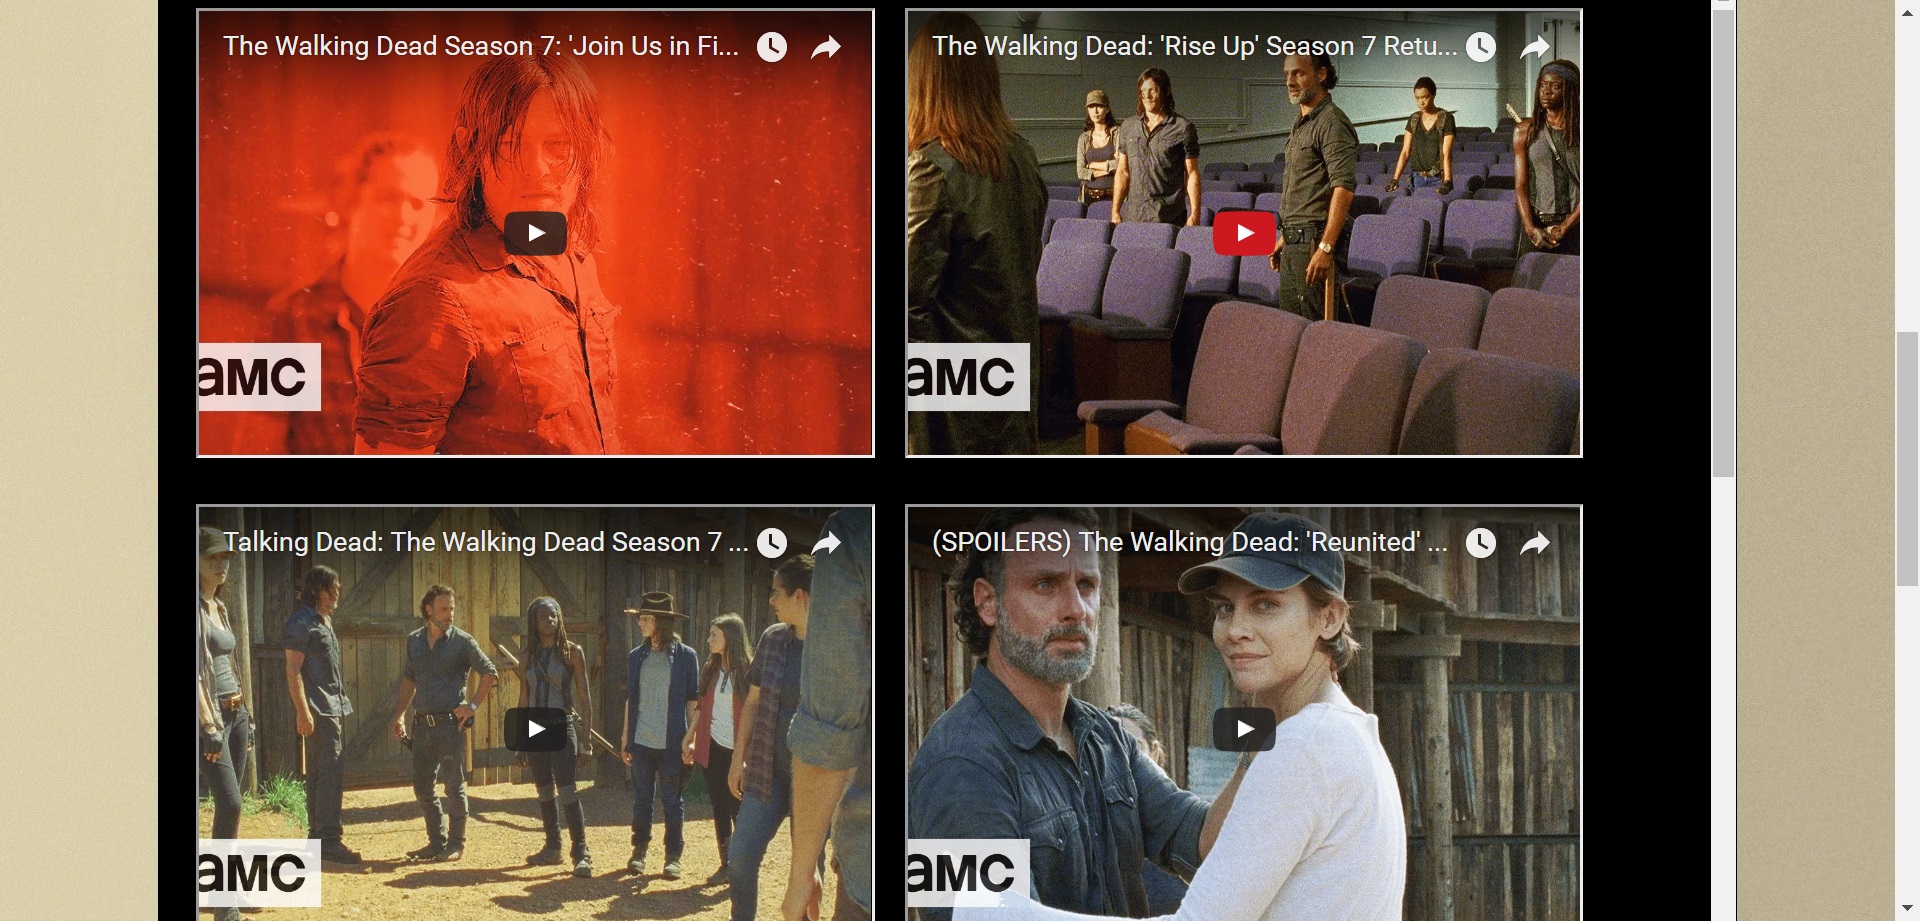 The Walking Dead Season 7: 'Join Us in Fi...
The Walking Dead: 'Rise Up' Season 7 Retu...
aMC
aMC
Talking Dead: The Walking Dead Season 7 ...
(SPOILERS) The Walking Dead: 'Reunited' ...
aMC
aMC